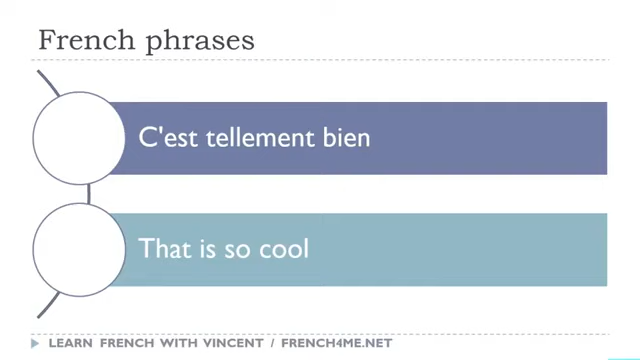 French phrases
C'est tellement bien
That is so cool
LEARN FRENCH WITH VINCENT / FRENCH4ME.NET